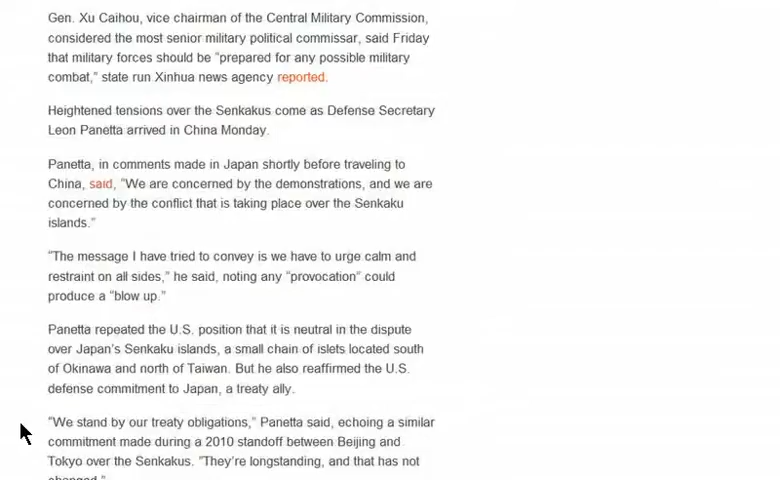 Gen. Xu Caihou, vice chairman of the Central Military Commission,
considered the most senior military political commissar, said Friday
that military forces should be “prepared for any possible military
combat,” state run Xinhua news agency reported.
Heightened tensions over the Senkakus come as Defense Secretary
Leon Panetta arrived in China Monday.
Panetta, in comments made in Japan shortly before traveling to
China, said, “We are concerned by the demonstrations, and we are
concerned by the conflict that is taking place over the Senkaku
islands.”
“The message I have tried to convey is we have to urge calm and
restraint on all sides,” he said, noting any “provocation” could
produce a “blow up.”
Panetta repeated the U.S. position that it is neutral in the dispute
over Japan’s Senkaku islands, a small chain of islets located south
of Okinawa and north of Taiwan. But he also reaffirmed the U.S.
defense commitment to Japan, a treaty ally.
“We stand by our treaty obligations,” Panetta said, echoing a similar
commitment made during a 2010 standoff between Beijing and
Tokyo over the Senkakus. “They’re longstanding, and that has not